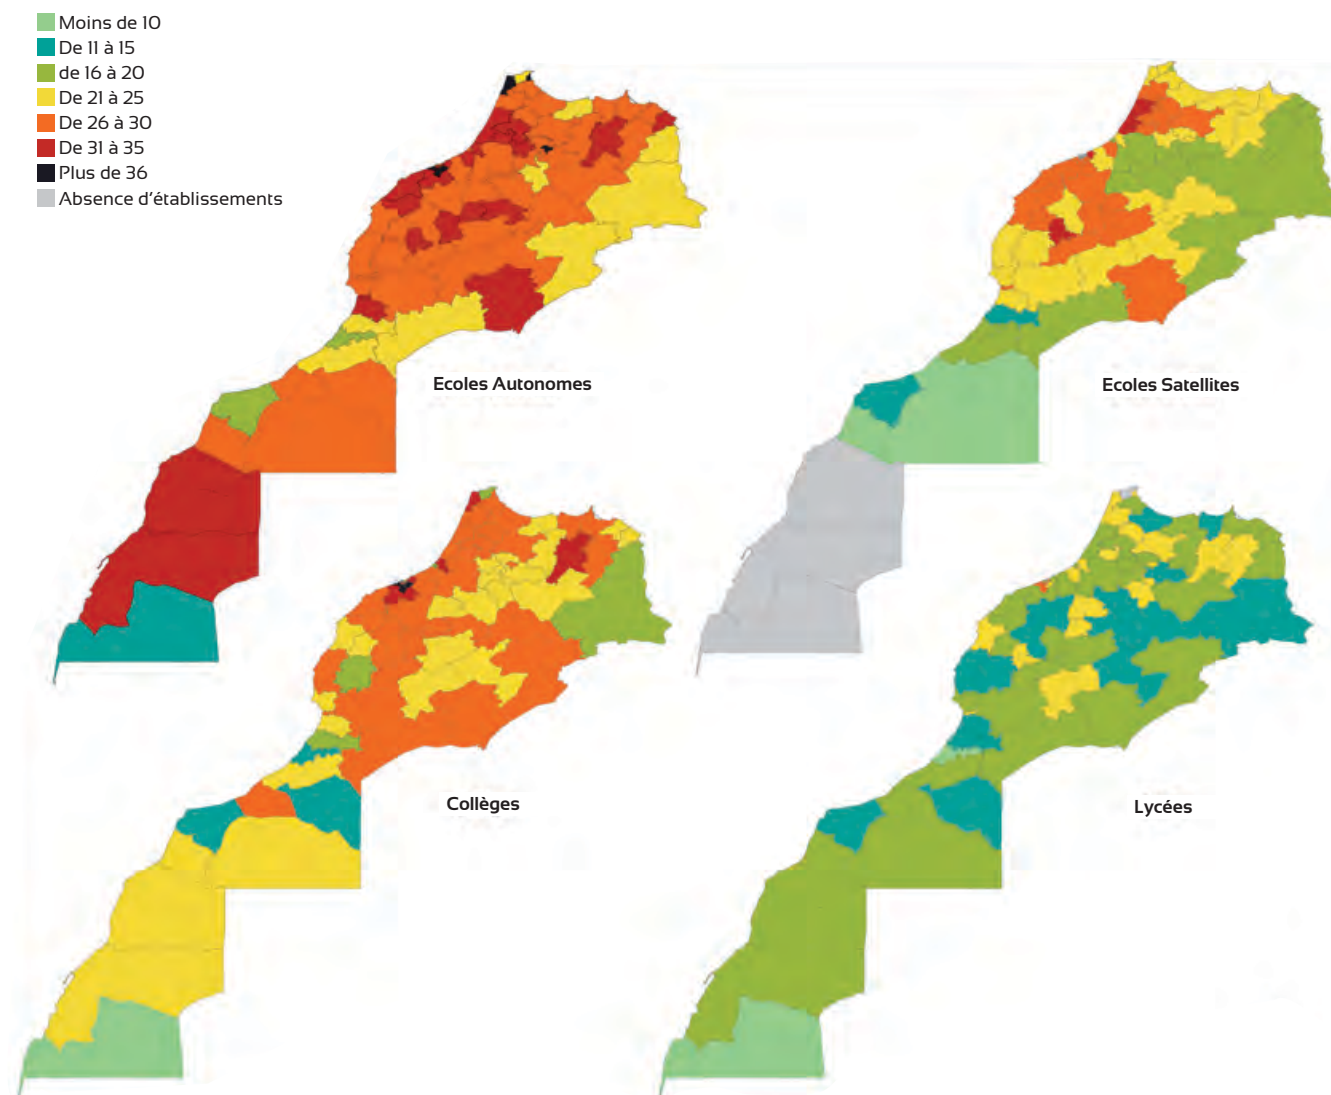 Moins de 10
De 11 à 15
de 16 à 20
De 21 à 25
De 26 à 30
De 31 à 35
Plus de 36
Absence d'établissements
Ecoles Autonomes
Ecoles Satellites
Collèges
Lycées